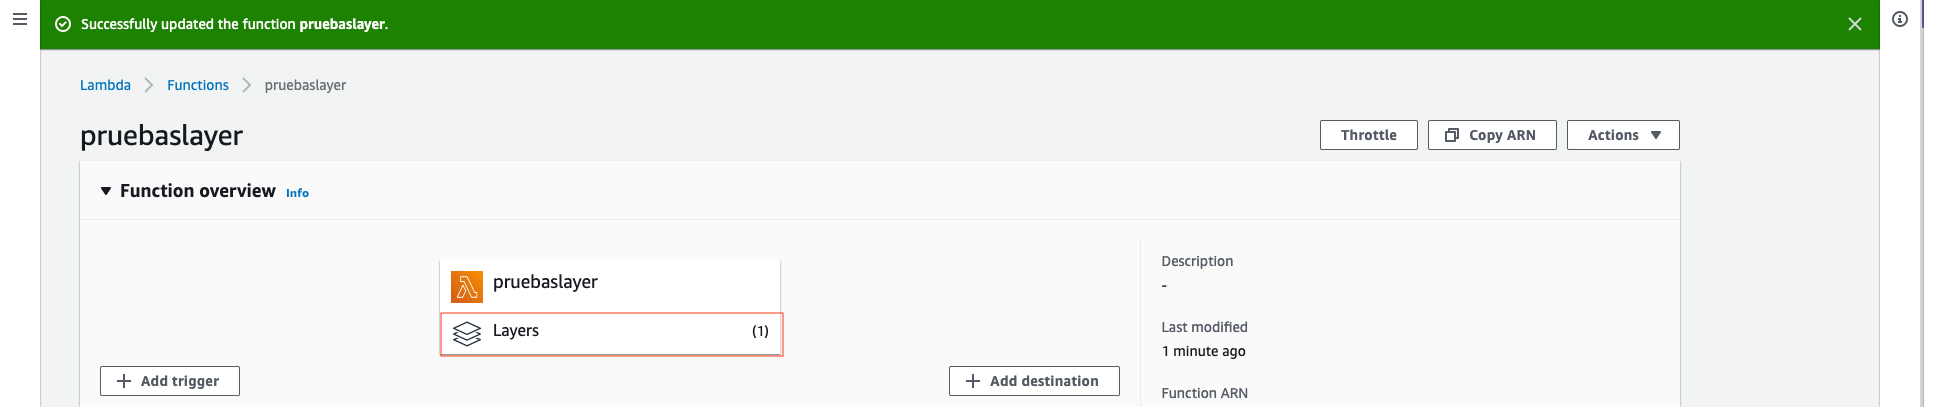 Successfully updated the function pruebaslayer.
Lambda Functions pruebaslayer
pruebaslayer
Throttle Copy ARN Actions
Function overview Info
pruebaslayer
Layers (1)
Add trigger
Add destination
Description
-
Last modified
1 minute ago
Function ARN